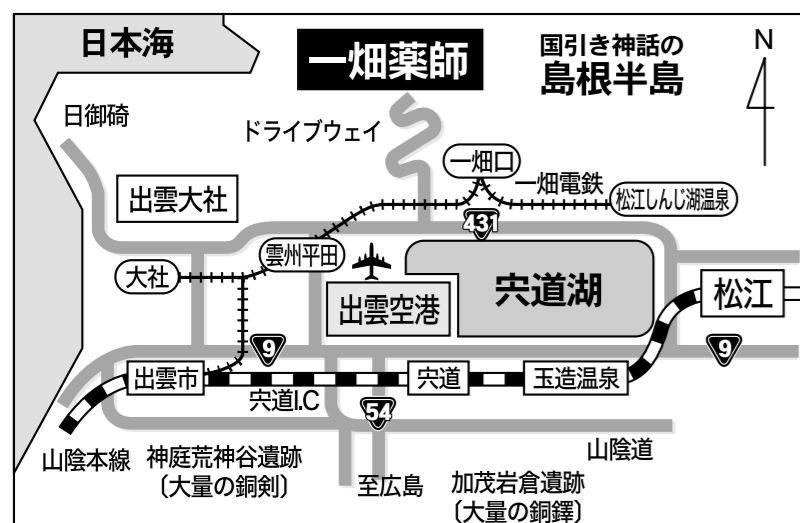 日本海
一畑薬師
国引き神話の
島根半島
N
日御碕
ドライブウェイ
一畑口
一畑電鉄
松江しんじ湖温泉
出雲大社
431
雲州平田
大社
宍道湖
出雲空港
松江
9
9
出雲市
宍道
玉造温泉
宍道I.C
54
山陰本線
神庭荒神谷遺跡
〔大量の銅剣〕
至広島
加茂岩倉遺跡
〔大量の銅鐸〕
山陰道